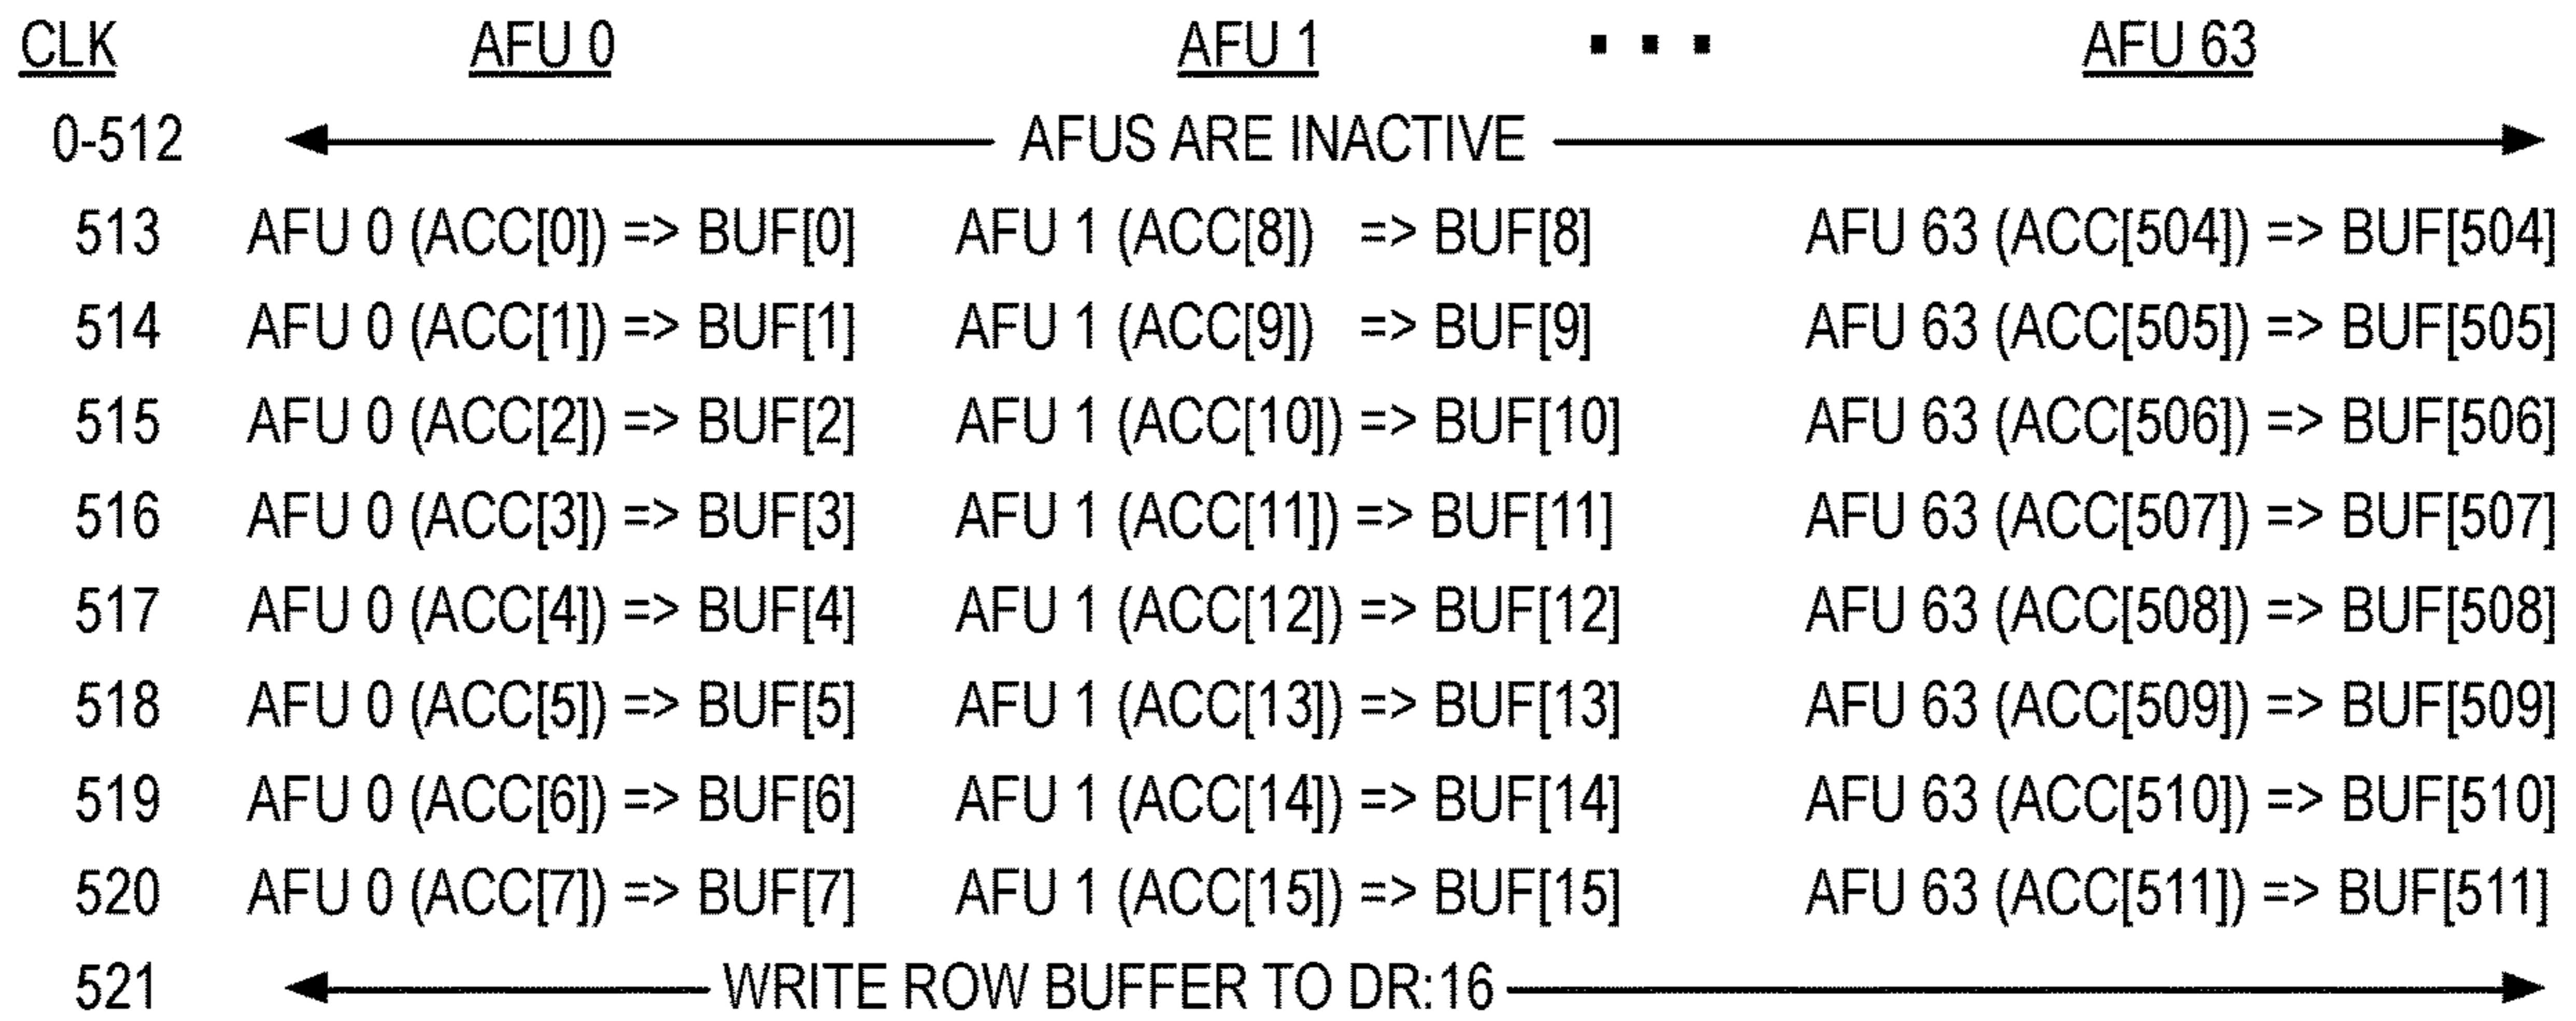 CLK AFU 0 AFU 1 ... AFU 63
0-512 AFUS ARE INACTIVE
513 AFU 0 (ACC[0]) => BUF[0] AFU 1 (ACC[8]) => BUF[8] AFU 63 (ACC[504]) => BUF[504]
514 AFU 0 (ACC[1]) => BUF[1] AFU 1 (ACC[9]) => BUF[9] AFU 63 (ACC[505]) => BUF[505]
515 AFU 0 (ACC[2]) => BUF[2] AFU 1 (ACC[10]) => BUF[10] AFU 63 (ACC[506]) => BUF[506]
516 AFU 0 (ACC[3]) => BUF[3] AFU 1 (ACC[11]) => BUF[11] AFU 63 (ACC[507]) => BUF[507]
517 AFU 0 (ACC[4]) => BUF[4] AFU 1 (ACC[12]) => BUF[12] AFU 63 (ACC[508]) => BUF[508]
518 AFU 0 (ACC[5]) => BUF[5] AFU 1 (ACC[13]) => BUF[13] AFU 63 (ACC[509]) => BUF[509]
519 AFU 0 (ACC[6]) => BUF[6] AFU 1 (ACC[14]) => BUF[14] AFU 63 (ACC[510]) => BUF[510]
520 AFU 0 (ACC[7]) => BUF[7] AFU 1 (ACC[15]) => BUF[15] AFU 63 (ACC[511]) => BUF[511]
521 WRITE ROW BUFFER TO DR:16